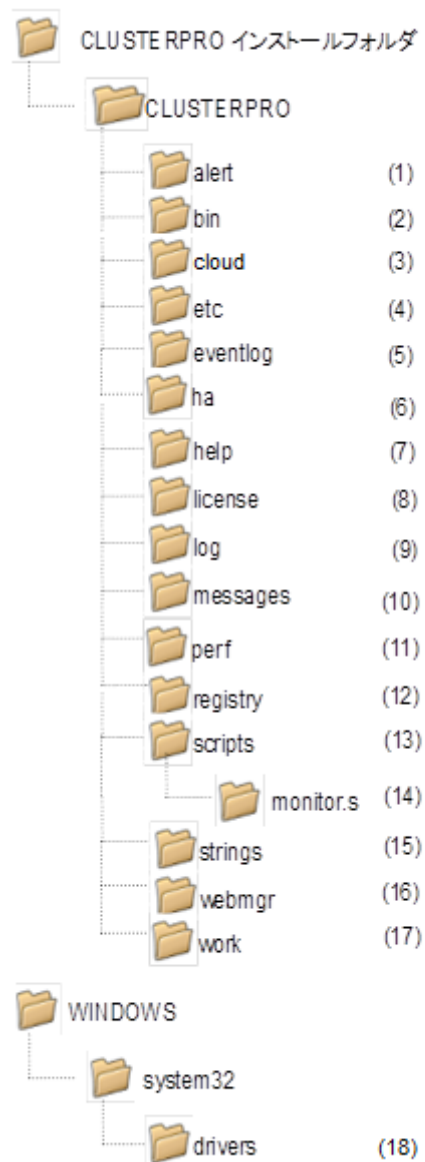 CLUSTERPRO インストールフォルダ
CLUSTERPRO
alert (1)
bin (2)
cloud (3)
etc (4)
eventlog (5)
ha (6)
help (7)
license (8)
log (9)
messages (10)
perf (11)
registry (12)
scripts (13)
monitor.s (14)
strings (15)
webmgr (16)
work (17)
WINDOWS
system32
drivers (18)